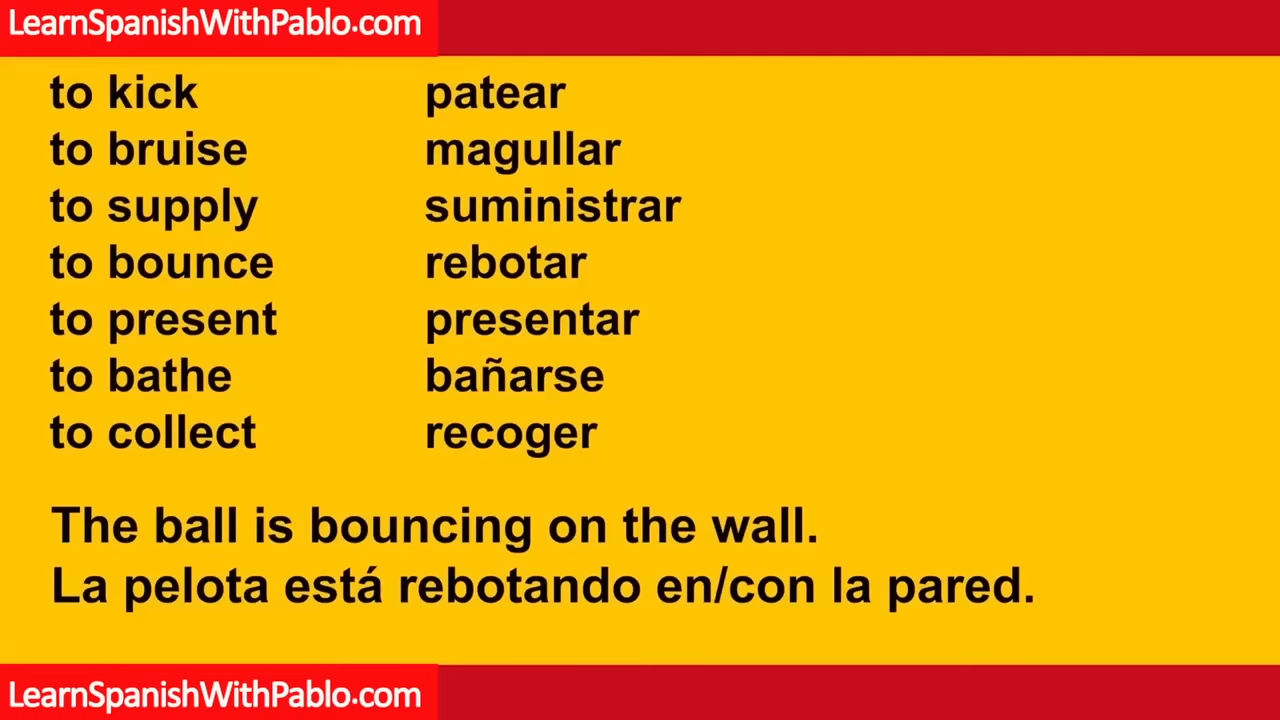 LearnSpanishWithPablo.com
to kick patear
to bruise magullar
to supply suministrar
to bounce rebotar
to present presentar
to bathe bañarse
to collect recoger
The ball is bouncing on the wall.
La pelota está rebotando en/con la pared.
LearnSpanishWithPablo.com